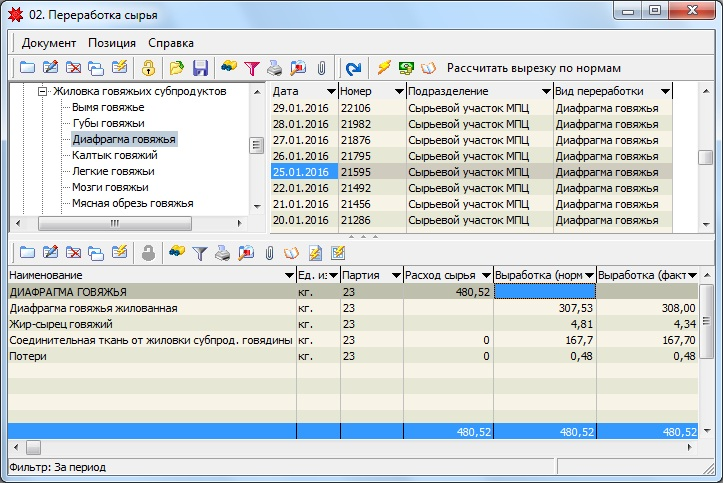 02. Переработка сырья
Документ Позиция Справка
Рассчитать вырезку по нормам
Жиловка говяжьих субпродуктов
Вымя говяжье
Губы говяжьи
Диафрагма говяжья
Калтык говяжий
Легкие говяжьи
Мозги говяжьи
Мясная обрезь говяжья
Дата Номер Подразделение Вид переработки
29.01.2016 22106 Сырьевой участок МПЦ Диафрагма говяжья
28.01.2016 21982 Сырьевой участок МПЦ Диафрагма говяжья
27.01.2016 21876 Сырьевой участок МПЦ Диафрагма говяжья
26.01.2016 21795 Сырьевой участок МПЦ Диафрагма говяжья
25.01.2016 21595 Сырьевой участок МПЦ Диафрагма говяжья
22.01.2016 21492 Сырьевой участок МПЦ Диафрагма говяжья
21.01.2016 21456 Сырьевой участок МПЦ Диафрагма говяжья
20.01.2016 21286 Сырьевой участок МПЦ Диафрагма говяжья
Наименование Ед. из Партия Расход сырья Выработка (норм Выработка (факт
ДИАФРАГМА ГОВЯЖЬЯ кг. 23 480,52
Диафрагма говяжья жилованная кг. 23 307,53 308,00
Жир-сырец говяжий кг. 23 4,81 4,34
Соединительная ткань от жиловки субпрод. говядины кг. 23 0 167,7 167,70
Потери кг. 23 0 0,48 0,48
480,52 480,52 480,52
Фильтр: За период